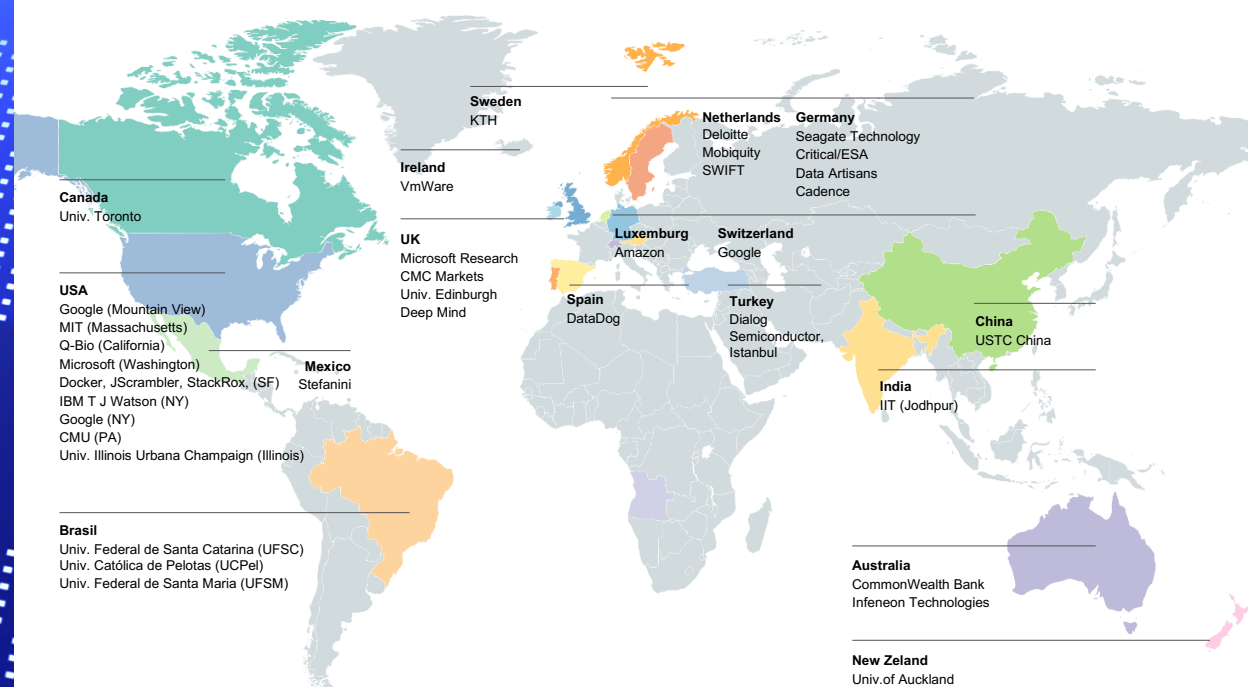 Sweden
KTH
Netherlands
Deloitte
Mobiquity
SWIFT
Germany
Seagate Technology
Critical/ESA
Data Artisans
Cadence
Ireland
VmWare
Canada
Univ. Toronto
UK
Microsoft Research
CMC Markets
Univ. Edinburgh
Deep Mind
Luxemburg
Amazon
Switzerland
Google
USA
Google (Mountain View)
MIT (Massachusetts)
Q-Bio (California)
Microsoft (Washington)
Docker, JScrambler, StackRox, (SF)
IBM T J Watson (NY)
Google (NY)
CMU (PA)
Univ. Illinois Urbana Champaign (Illinois)
Spain
DataDog
Turkey
Dialog
Semiconductor,
Istanbul
China
USTC China
Mexico
Stefanini
India
IIT (Jodhpur)
Brasil
Univ. Federal de Santa Catarina (UFSC)
Univ. Católica de Pelotas (UCPel)
Univ. Federal de Santa Maria (UFSM)
Australia
CommonWealth Bank
Infeneon Technologies
New Zeland
Univ.of Auckland